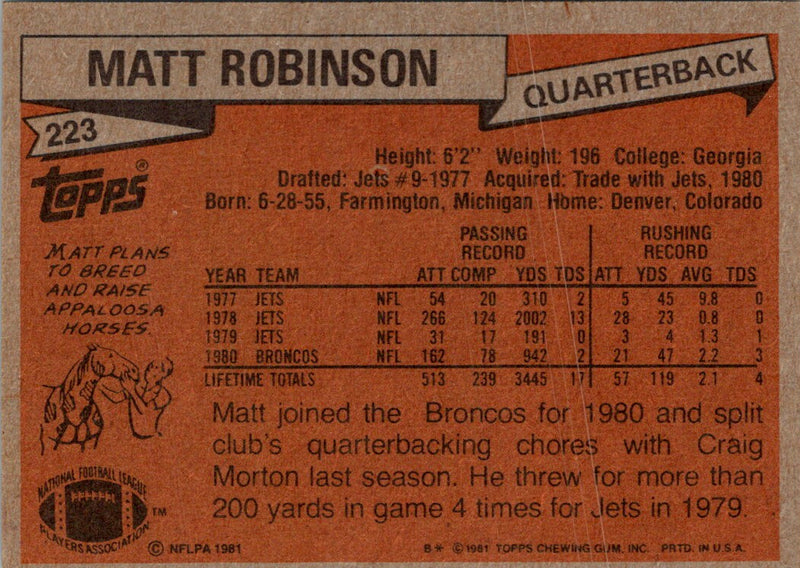 MATT ROBINSON
QUARTERBACK
223
topps®
Height: 6'2" Weight: 196 College: Georgia
Drafted: Jets #9-1977 Acquired: Trade with Jets, 1980
Born: 6-28-55, Farmington, Michigan Home: Denver, Colorado
MATT PLANS
TO BREED
AND RAISE
APPALOOSA
HORSES.
PASSING RECORD RUSHING RECORD
YEAR TEAM ATT COMP YDS TDS ATT YDS AVG TDS
1977 JETS NFL 54 20 310 2 5 45 9.8 0
1978 JETS NFL 266 124 2002 13 28 23 0.8 0
1979 JETS NFL 31 17 191 0 3 4 1.3 1
1980 BRONCOS NFL 162 78 942 2 21 47 2.2 3
LIFETIME TOTALS 513 239 3445 17 57 119 2.1 4
Matt joined the Broncos for 1980 and split
club's quarterbacking chores with Craig
Morton last season. He threw for more than
200 yards in game 4 times for Jets in 1979.
NATIONAL FOOTBALL LEAGUE
PLAYERS ASSOCIATION
TM
© NFLPA 1981
B* © 1981 TOPPS CHEWING GUM, INC. PRTD. IN U.S.A.